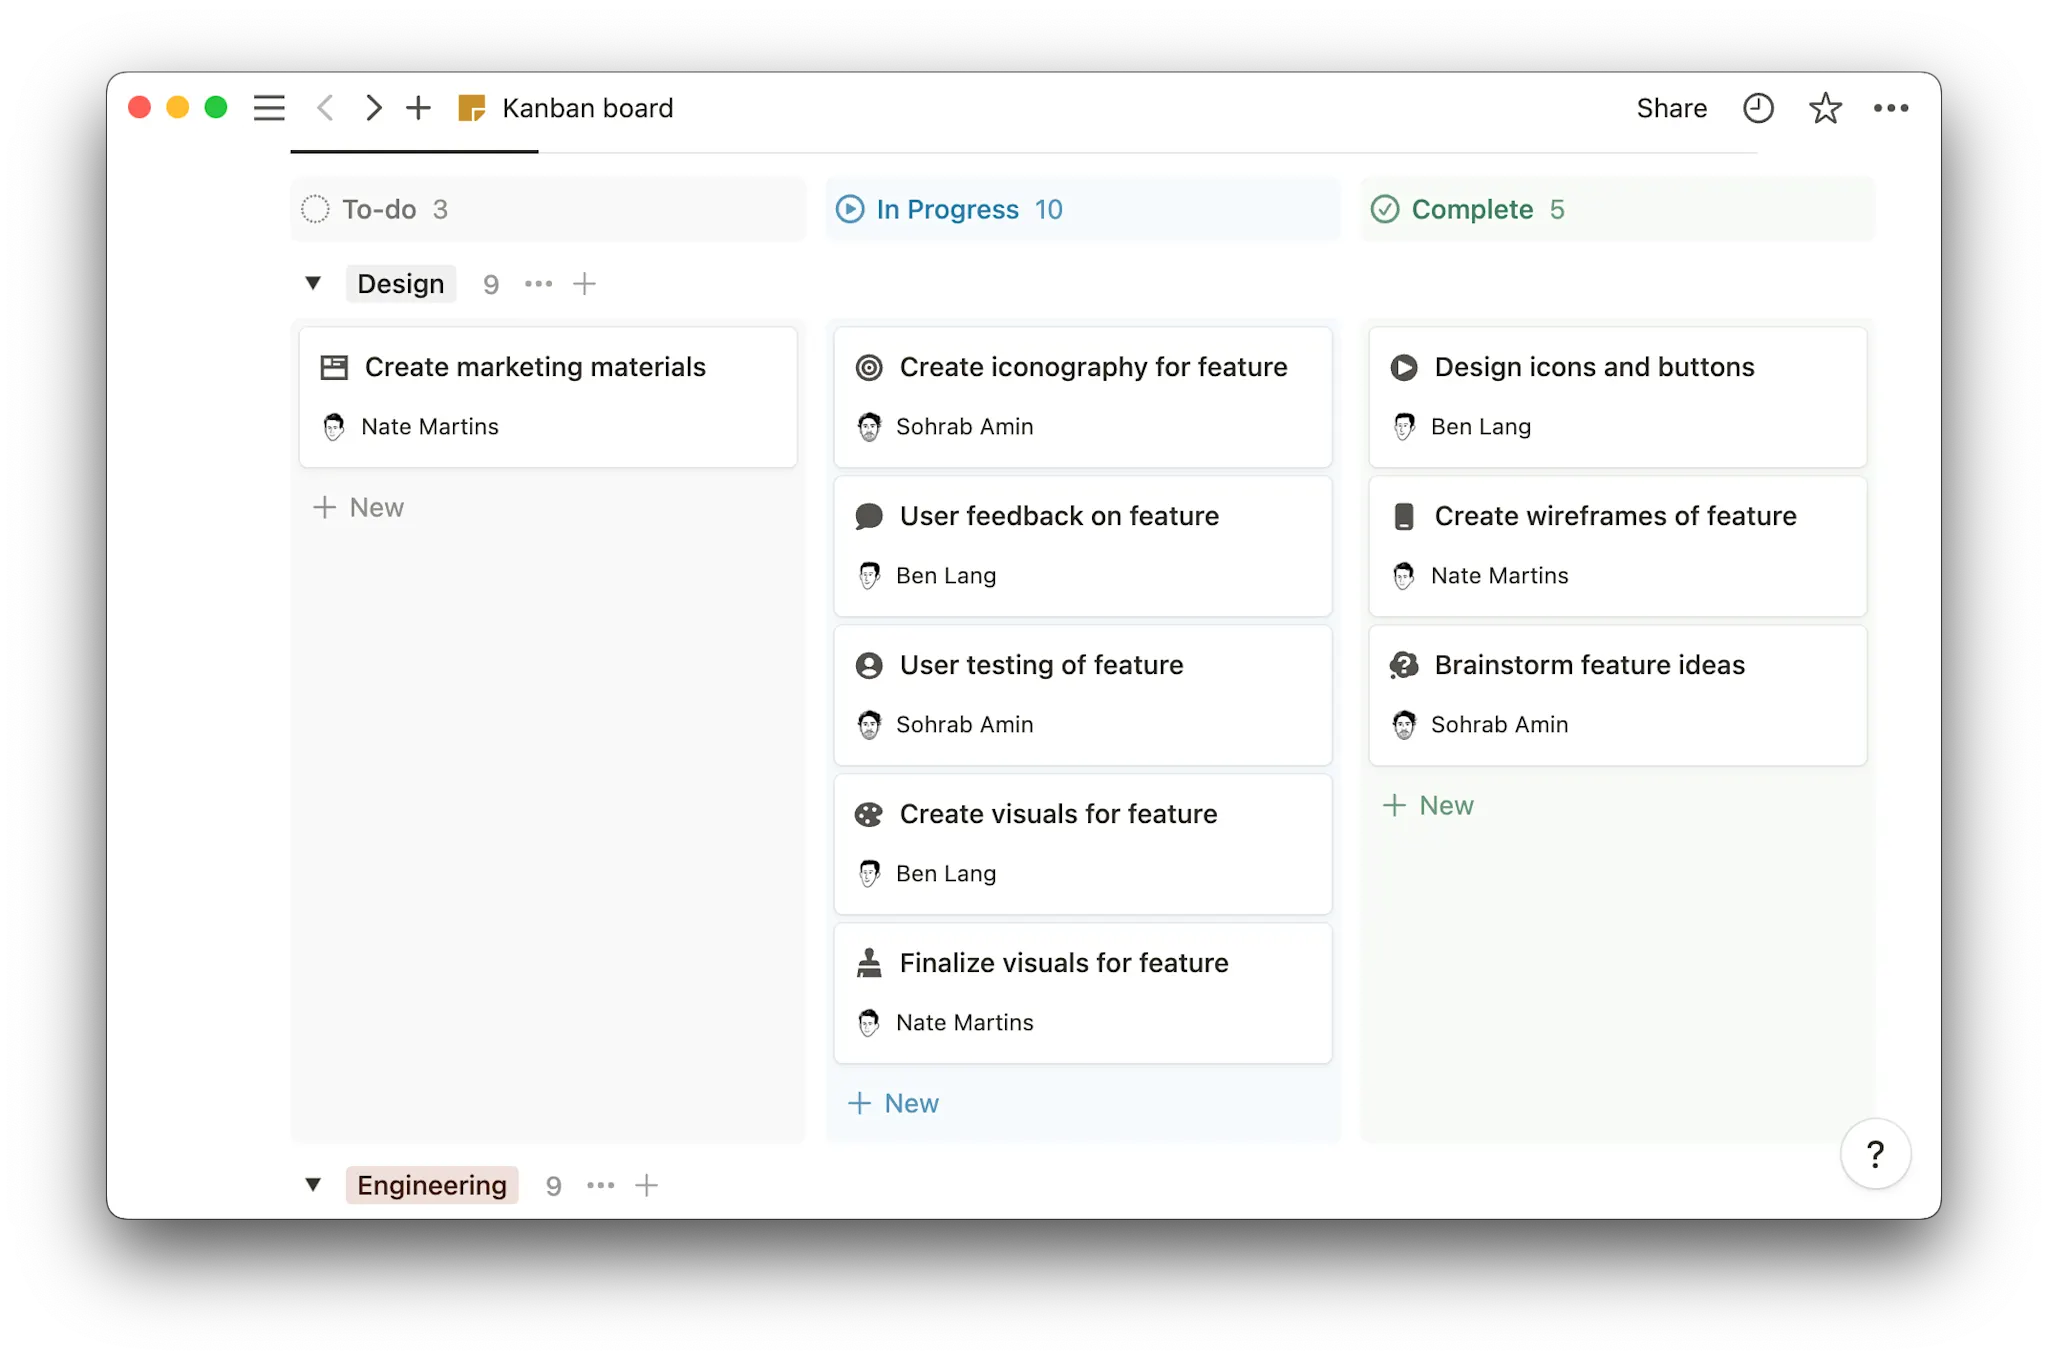 Kanban board
Share
To-do 3
In Progress 10
Complete 5
Design 9
Create marketing materials
Nate Martins
New
Create iconography for feature
Sohrab Amin
User feedback on feature
Ben Lang
User testing of feature
Sohrab Amin
Create visuals for feature
Ben Lang
Finalize visuals for feature
Nate Martins
New
Design icons and buttons
Ben Lang
Create wireframes of feature
Nate Martins
Brainstorm feature ideas
Sohrab Amin
New
Engineering 9
?